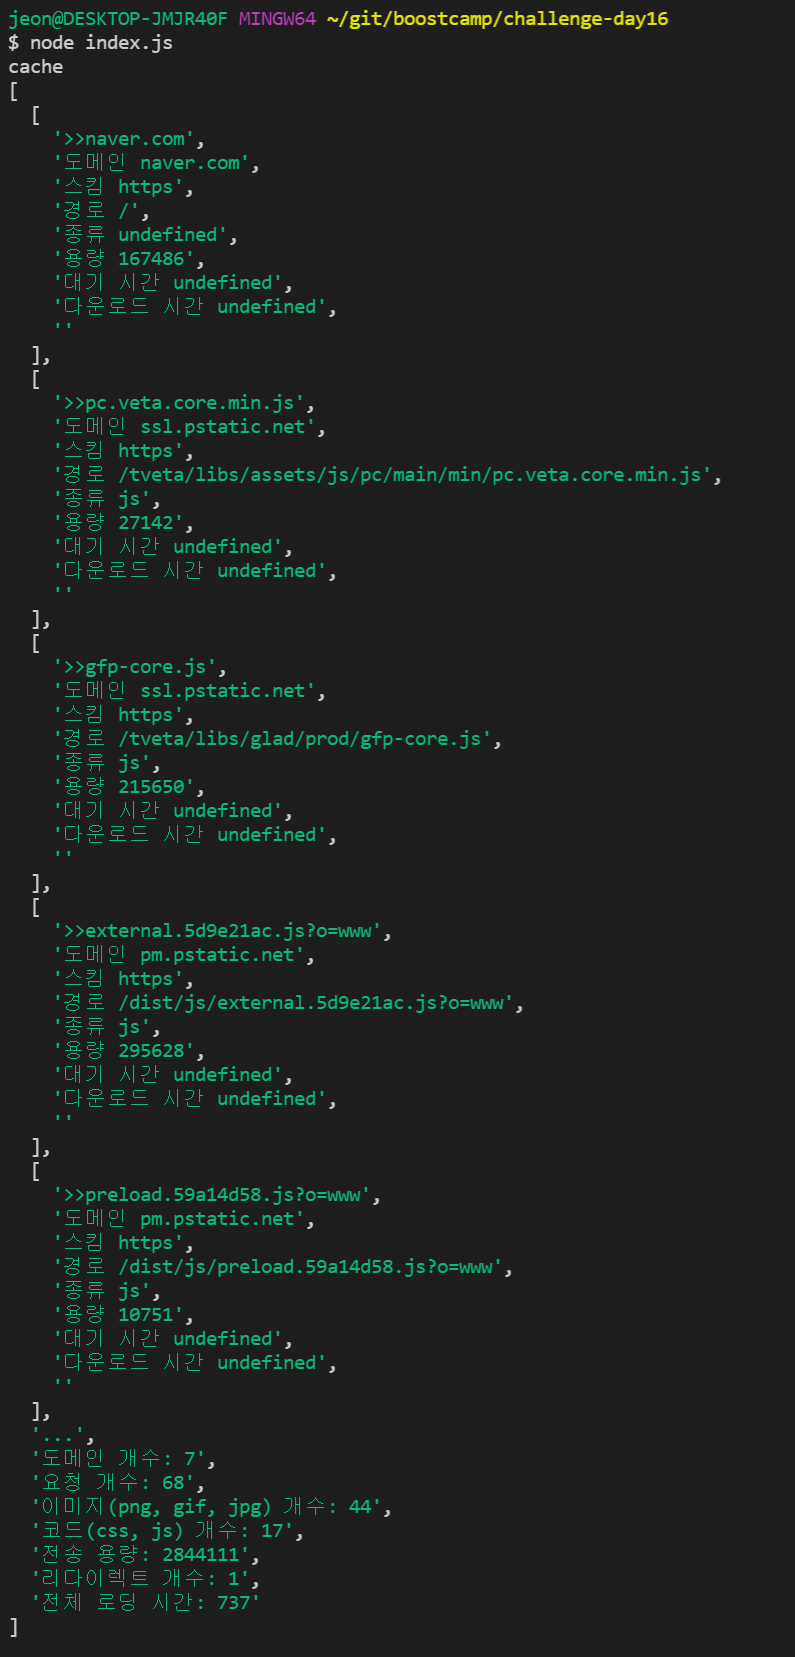 jeon@DESKTOP-JMJR40F MINGW64 ~/git/boostcamp/challenge-day16
$ node index.js
cache
[
  [
    '>>naver.com',
    '도메인 naver.com',
    '스킴 https',
    '경로 /',
    '종류 undefined',
    '용량 167486',
    '대기 시간 undefined',
    '다운로드 시간 undefined',
    ''
  ],
  [
    '>>pc.veta.core.min.js',
    '도메인 ssl.pstatic.net',
    '스킴 https',
    '경로 /tveta/libs/assets/js/pc/main/min/pc.veta.core.min.js',
    '종류 js',
    '용량 27142',
    '대기 시간 undefined',
    '다운로드 시간 undefined',
    ''
  ],
  [
    '>>gfp-core.js',
    '도메인 ssl.pstatic.net',
    '스킴 https',
    '경로 /tveta/libs/glad/prod/gfp-core.js',
    '종류 js',
    '용량 215650',
    '대기 시간 undefined',
    '다운로드 시간 undefined',
    ''
  ],
  [
    '>>external.5d9e21ac.js?o=www',
    '도메인 pm.pstatic.net',
    '스킴 https',
    '경로 /dist/js/external.5d9e21ac.js?o=www',
    '종류 js',
    '용량 295628',
    '대기 시간 undefined',
    '다운로드 시간 undefined',
    ''
  ],
  [
    '>>preload.59a14d58.js?o=www',
    '도메인 pm.pstatic.net',
    '스킴 https',
    '경로 /dist/js/preload.59a14d58.js?o=www',
    '종류 js',
    '용량 10751',
    '대기 시간 undefined',
    '다운로드 시간 undefined',
    ''
  ],
  '...',
  '도메인 개수: 7',
  '요청 개수: 68',
  '이미지(png, gif, jpg) 개수: 44',
  '코드(css, js) 개수: 17',
  '전송 용량: 2844111',
  '리다이렉트 개수: 1',
  '전체 로딩 시간: 737'
]